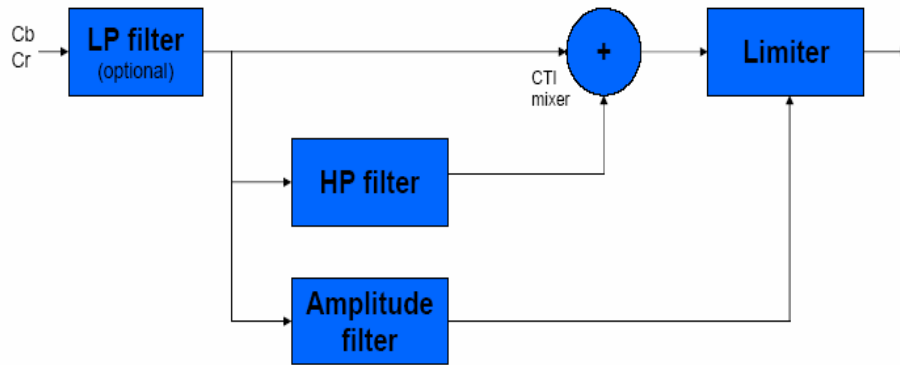 Cb
Cr
LP filter
(optional)
+
CTI
mixer
Limiter
HP filter
Amplitude
filter